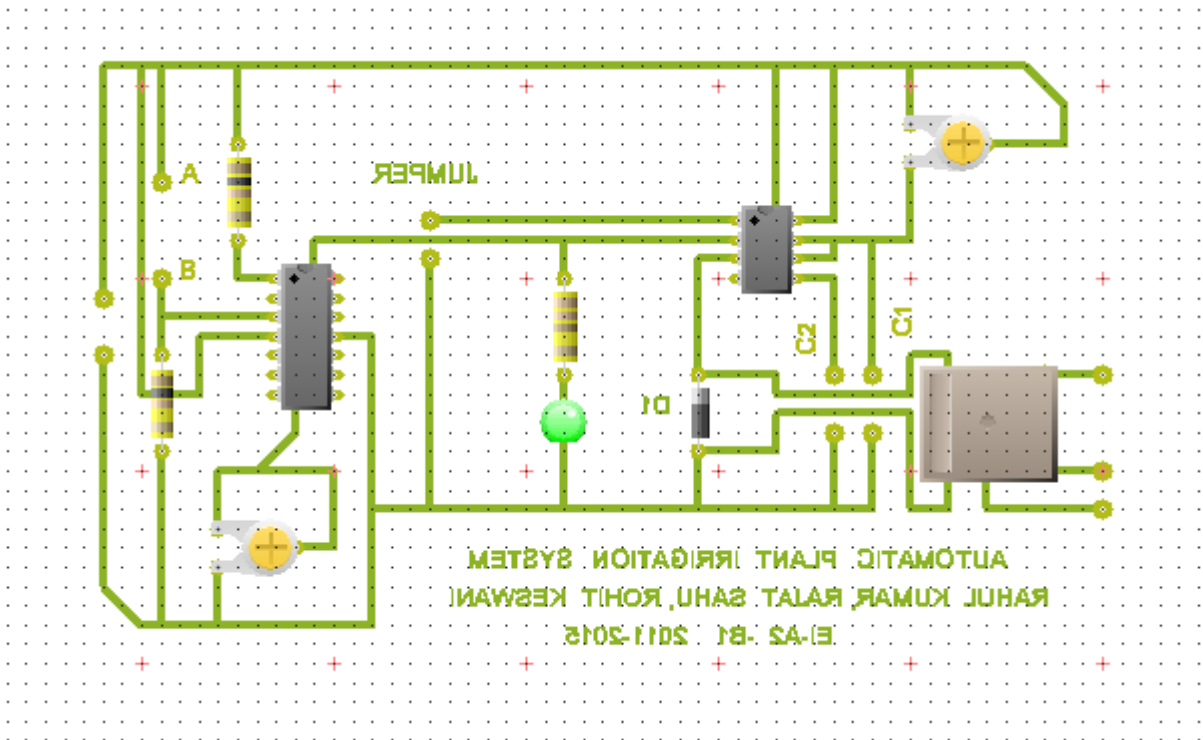 A
JUMPER
B
C1
C2
D1
AUTOMATIC PLANT IRRIGATION SYSTEM
RAHUL KUMAR, RAJAT SAHU, ROHIT KESWANI
EI-A2 -B1 2011-2015